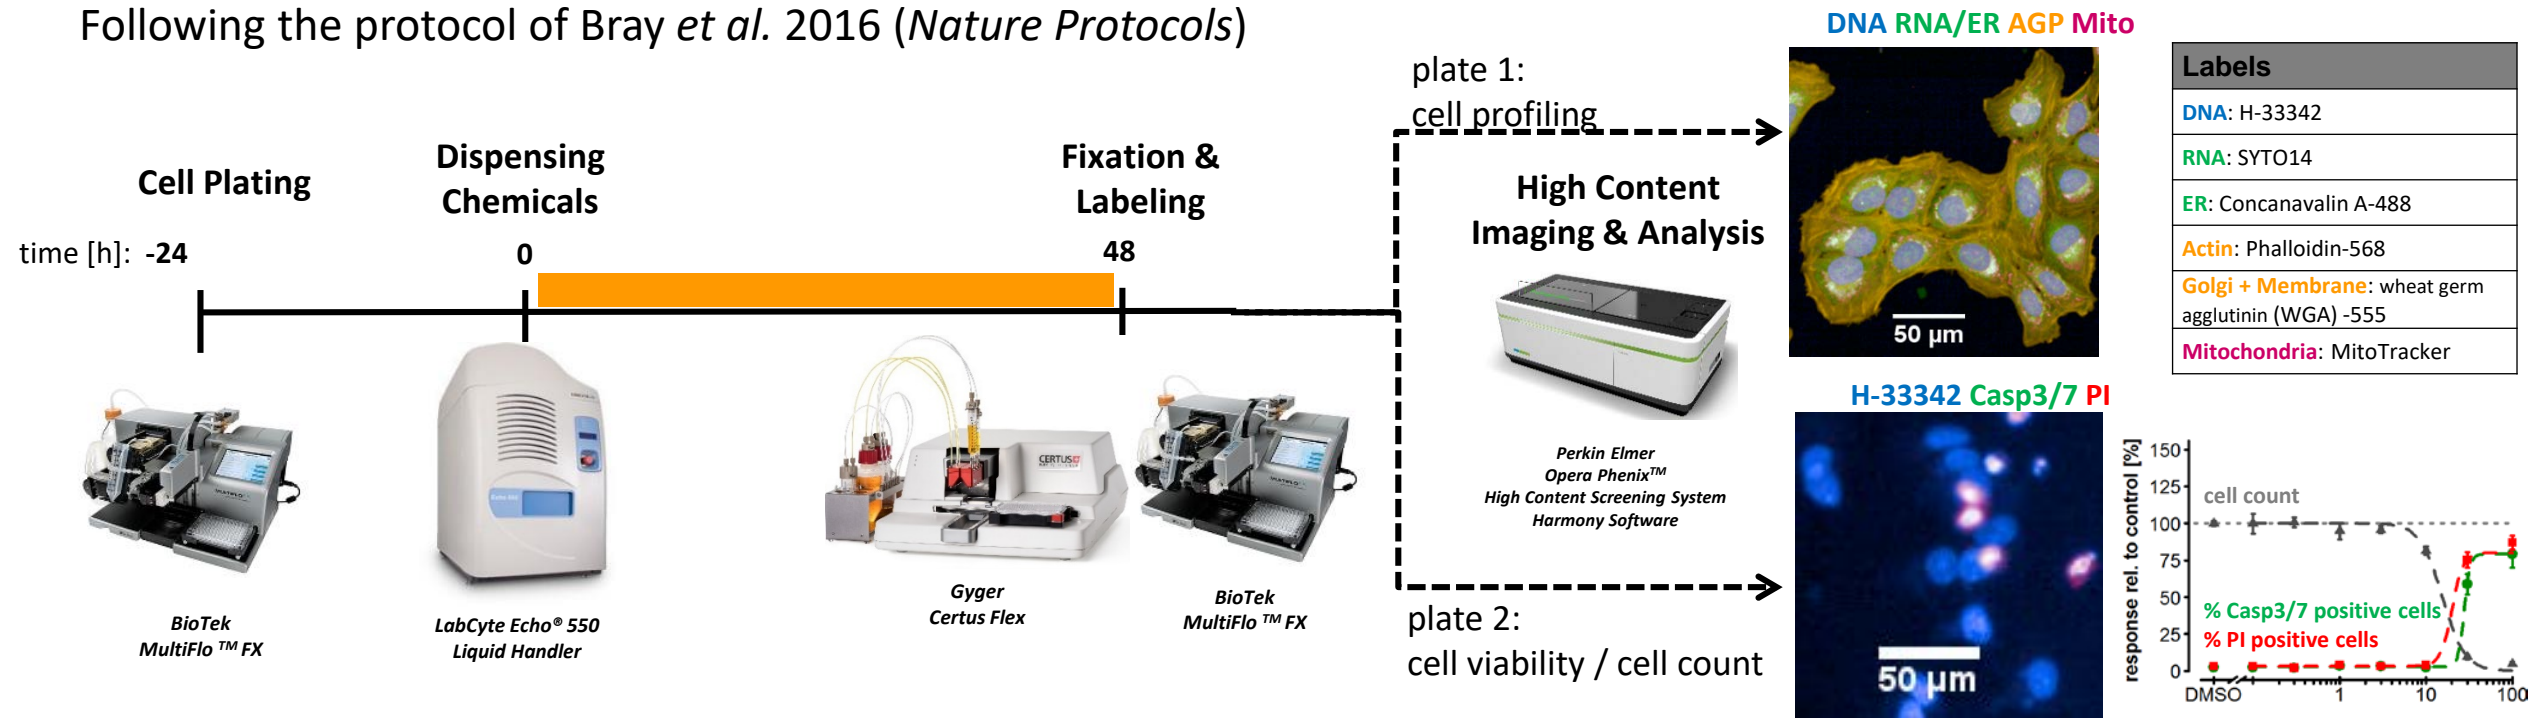 Following the protocol of Bray et al. 2016 (Nature Protocols)
Cell Plating
Dispensing
Chemicals
Fixation &
Labeling
time [h]: -24
0
48
BioTek
MultiFlo TM FX
LabCyte Echo® 550
Liquid Handler
CERTUS
Gyger
Certus Flex
BioTek
MultiFlo TM FX
plate 1:
cell profiling
High Content
Imaging & Analysis
Perkin Elmer
Opera PhenixTM
High Content Screening System
Harmony Software
plate 2:
cell viability / cell count
DNA RNA/ER AGP Mito
50 µm
H-33342 Casp3/7 PI
50 µm
Labels
DNA: H-33342
RNA: SYTO14
ER: Concanavalin A-488
Actin: Phalloidin-568
Golgi + Membrane: wheat germ
agglutinin (WGA) -555
Mitochondria: MitoTracker
response rel. to control [%]
150
125
100
75
50
25
0
cell count
% Casp3/7 positive cells
% PI positive cells
DMSO 1 10 100